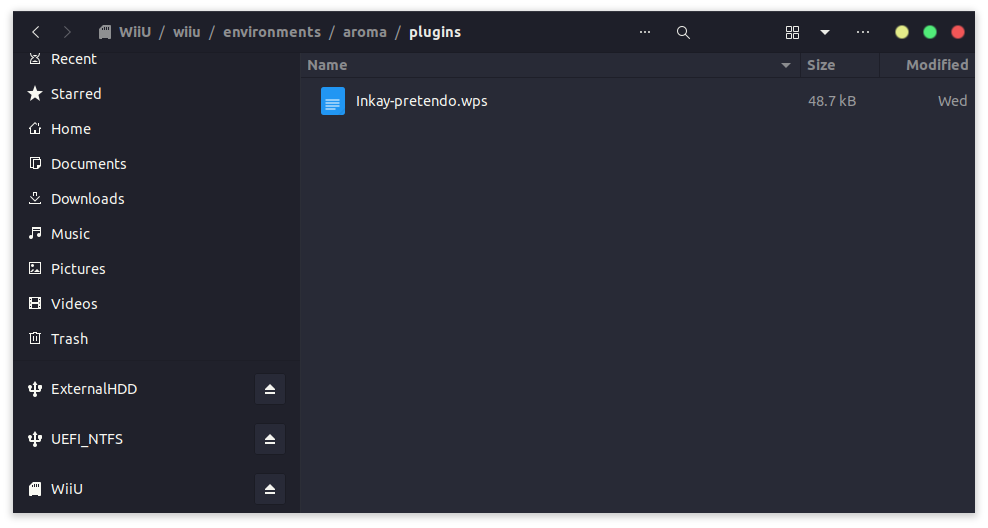 WiiU / wiiu / environments / aroma / plugins
Name Size Modified
Inkay-pretendo.wps 48.7 kB Wed
Recent
Starred
Home
Documents
Downloads
Music
Pictures
Videos
Trash
ExternalHDD
UEFI_NTFS
WiiU